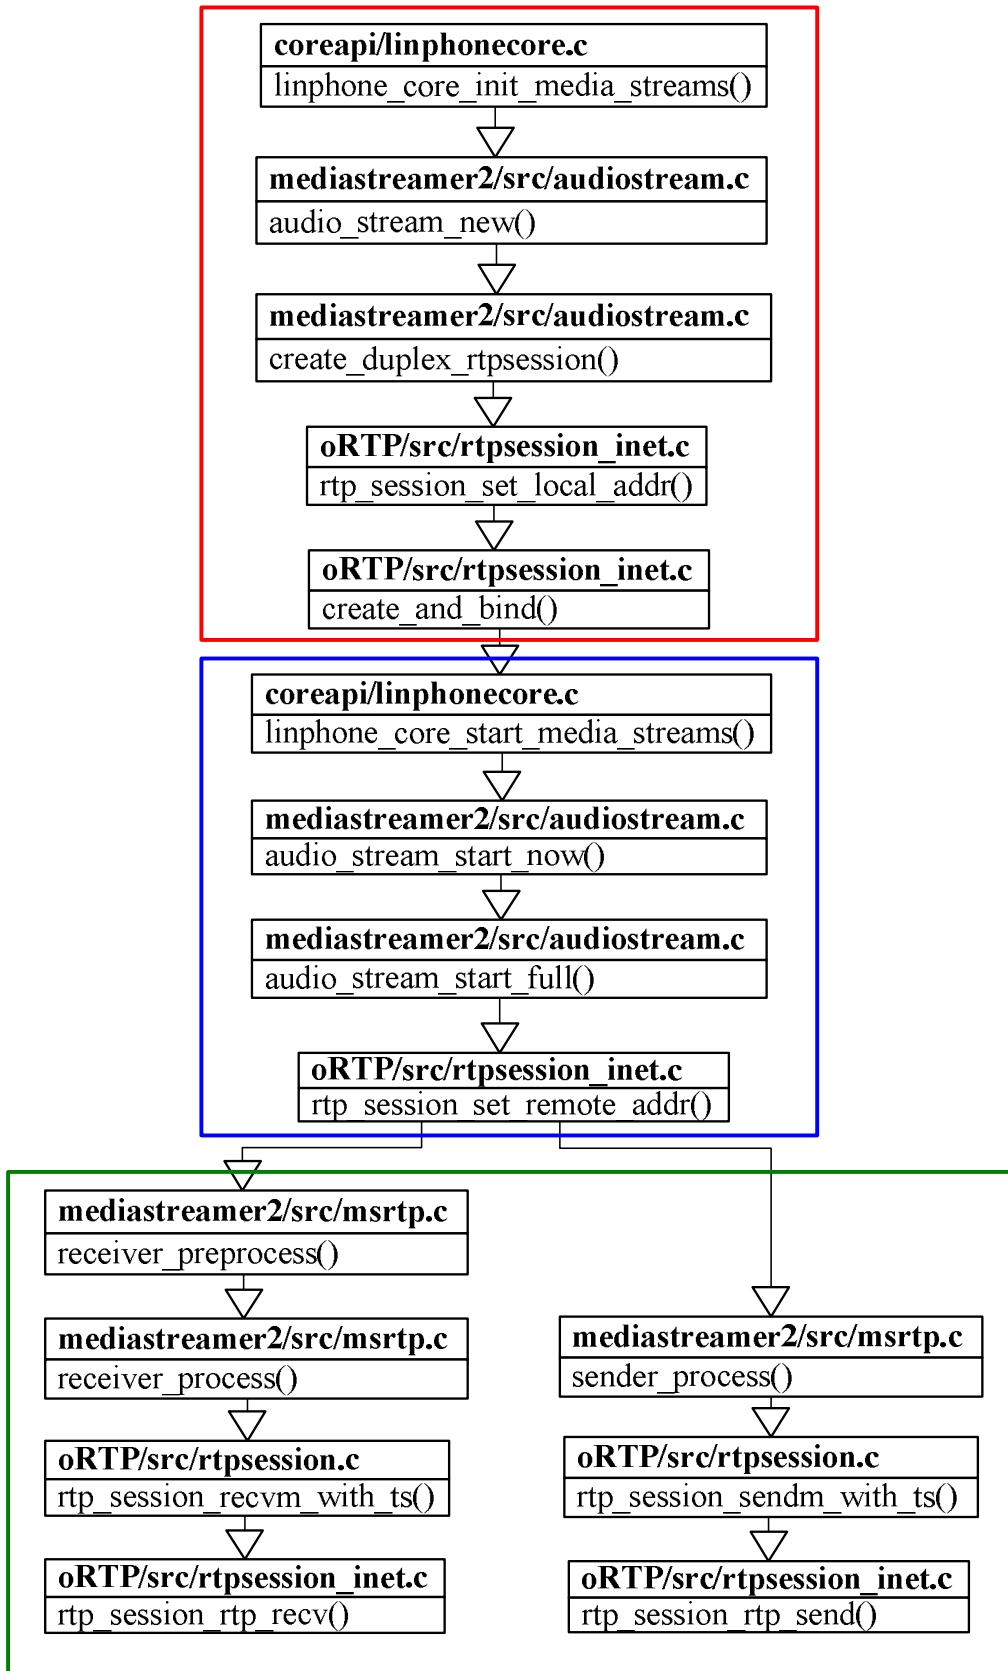 coreapi/linphonecore.c
linphone_core_init_media_streams()
mediastreamer2/src/audiostream.c
audio_stream_new()
mediastreamer2/src/audiostream.c
create_duplex_rtpsession()
oRTP/src/rtpsession_inet.c
rtp_session_set_local_addr()
oRTP/src/rtpsession_inet.c
create_and_bind()
coreapi/linphonecore.c
linphone_core_start_media_streams()
mediastreamer2/src/audiostream.c
audio_stream_start_now()
mediastreamer2/src/audiostream.c
audio_stream_start_full()
oRTP/src/rtpsession_inet.c
rtp_session_set_remote_addr()
mediastreamer2/src/msrtp.c
receiver_preprocess()
mediastreamer2/src/msrtp.c
receiver_process()
oRTP/src/rtpsession.c
rtp_session_recvm_with_ts()
oRTP/src/rtpsession_inet.c
rtp_session_rtp_recv()
mediastreamer2/src/msrtp.c
sender_process()
oRTP/src/rtpsession.c
rtp_session_sendm_with_ts()
oRTP/src/rtpsession_inet.c
rtp_session_rtp_send()